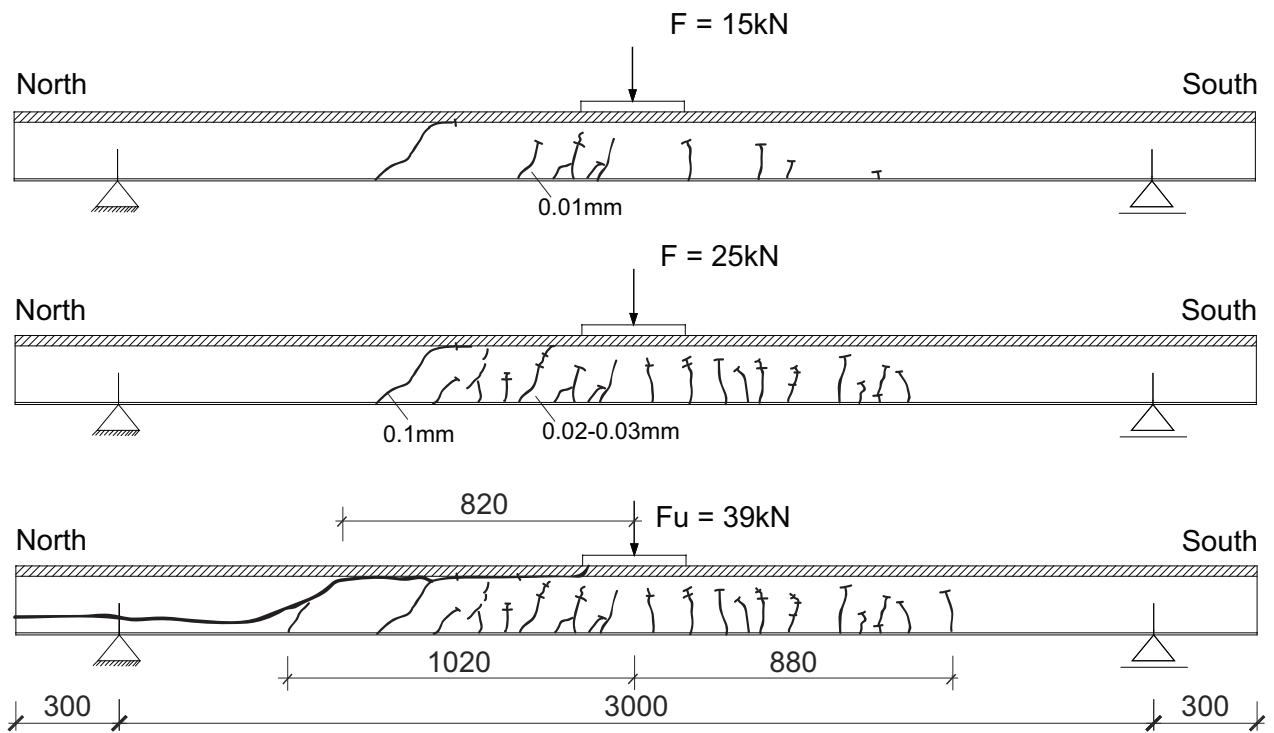 F = 15kN
North
South
0.01mm
F = 25kN
North
South
0.1mm
0.02-0.03mm
820
Fu = 39kN
North
South
1020
880
300
3000
300